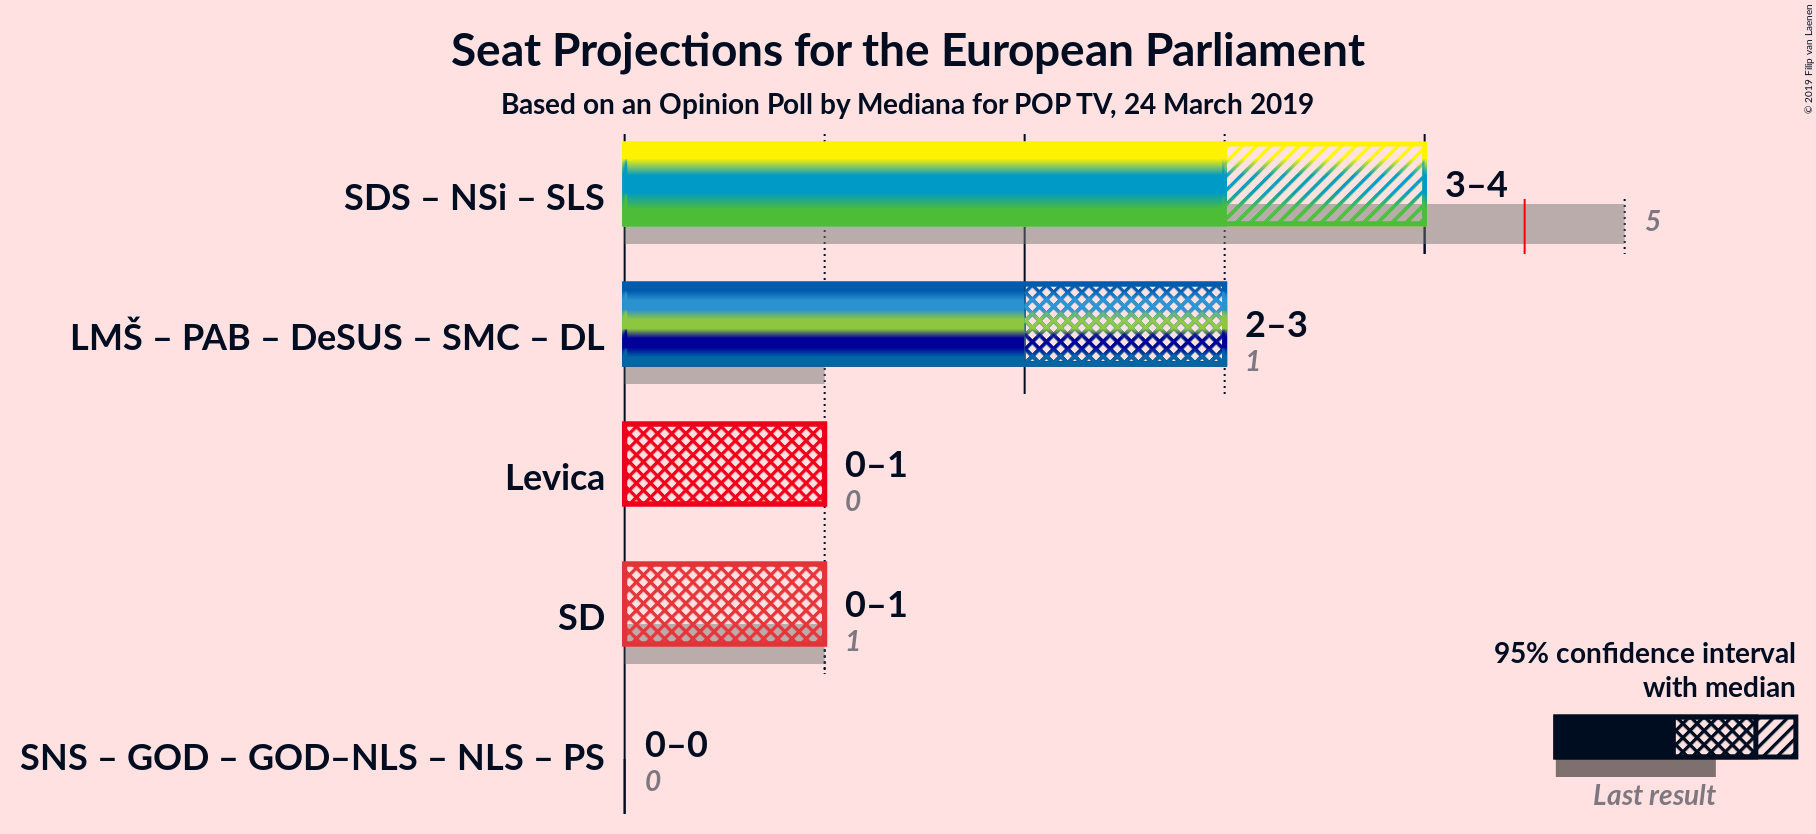 Seat Projections for the European Parliament
Based on an Opinion Poll by Mediana for POP TV, 24 March 2019
© 2019 Filip van Laenen
SDS – NSi – SLS
3–4
5
LMŠ – PAB – DeSUS – SMC – DL
2–3
1
Levica
0–1
0
SD
0–1
1
SNS – GOD – GOD–NLS – NLS – PS
0–0
0
95% confidence interval
with median
Last result